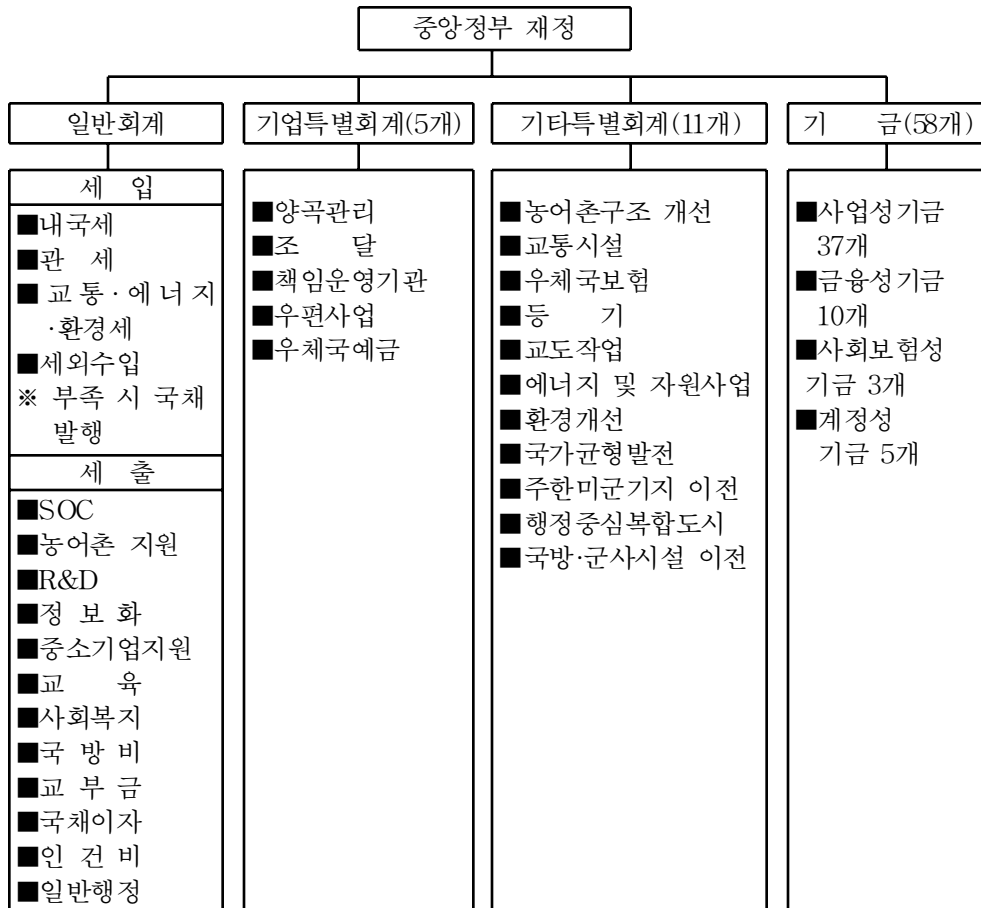 중앙정부 재정
일반회계
세 입
■내국세
■관 세
■교통·에너지
·환경세
■세외수입
※ 부족 시 국채
발행
세 출
■SOC
■농어촌 지원
■R&D
■정 보 화
■중소기업지원
■교 육
■사회복지
■국 방 비
■교 부 금
■국채이자
■인 건 비
■일반행정
기업특별회계(5개)
■양곡관리
■조 달
■책임운영기관
■우편사업
■우체국예금
기타특별회계(11개)
■농어촌구조 개선
■교통시설
■우체국보험
■등 기
■교도작업
■에너지 및 자원사업
■환경개선
■국가균형발전
■주한미군기지 이전
■행정중심복합도시
■국방·군사시설 이전
기 금(58개)
■사업성기금
37개
■금융성기금
10개
■사회보험성
기금 3개
■계정성
기금 5개